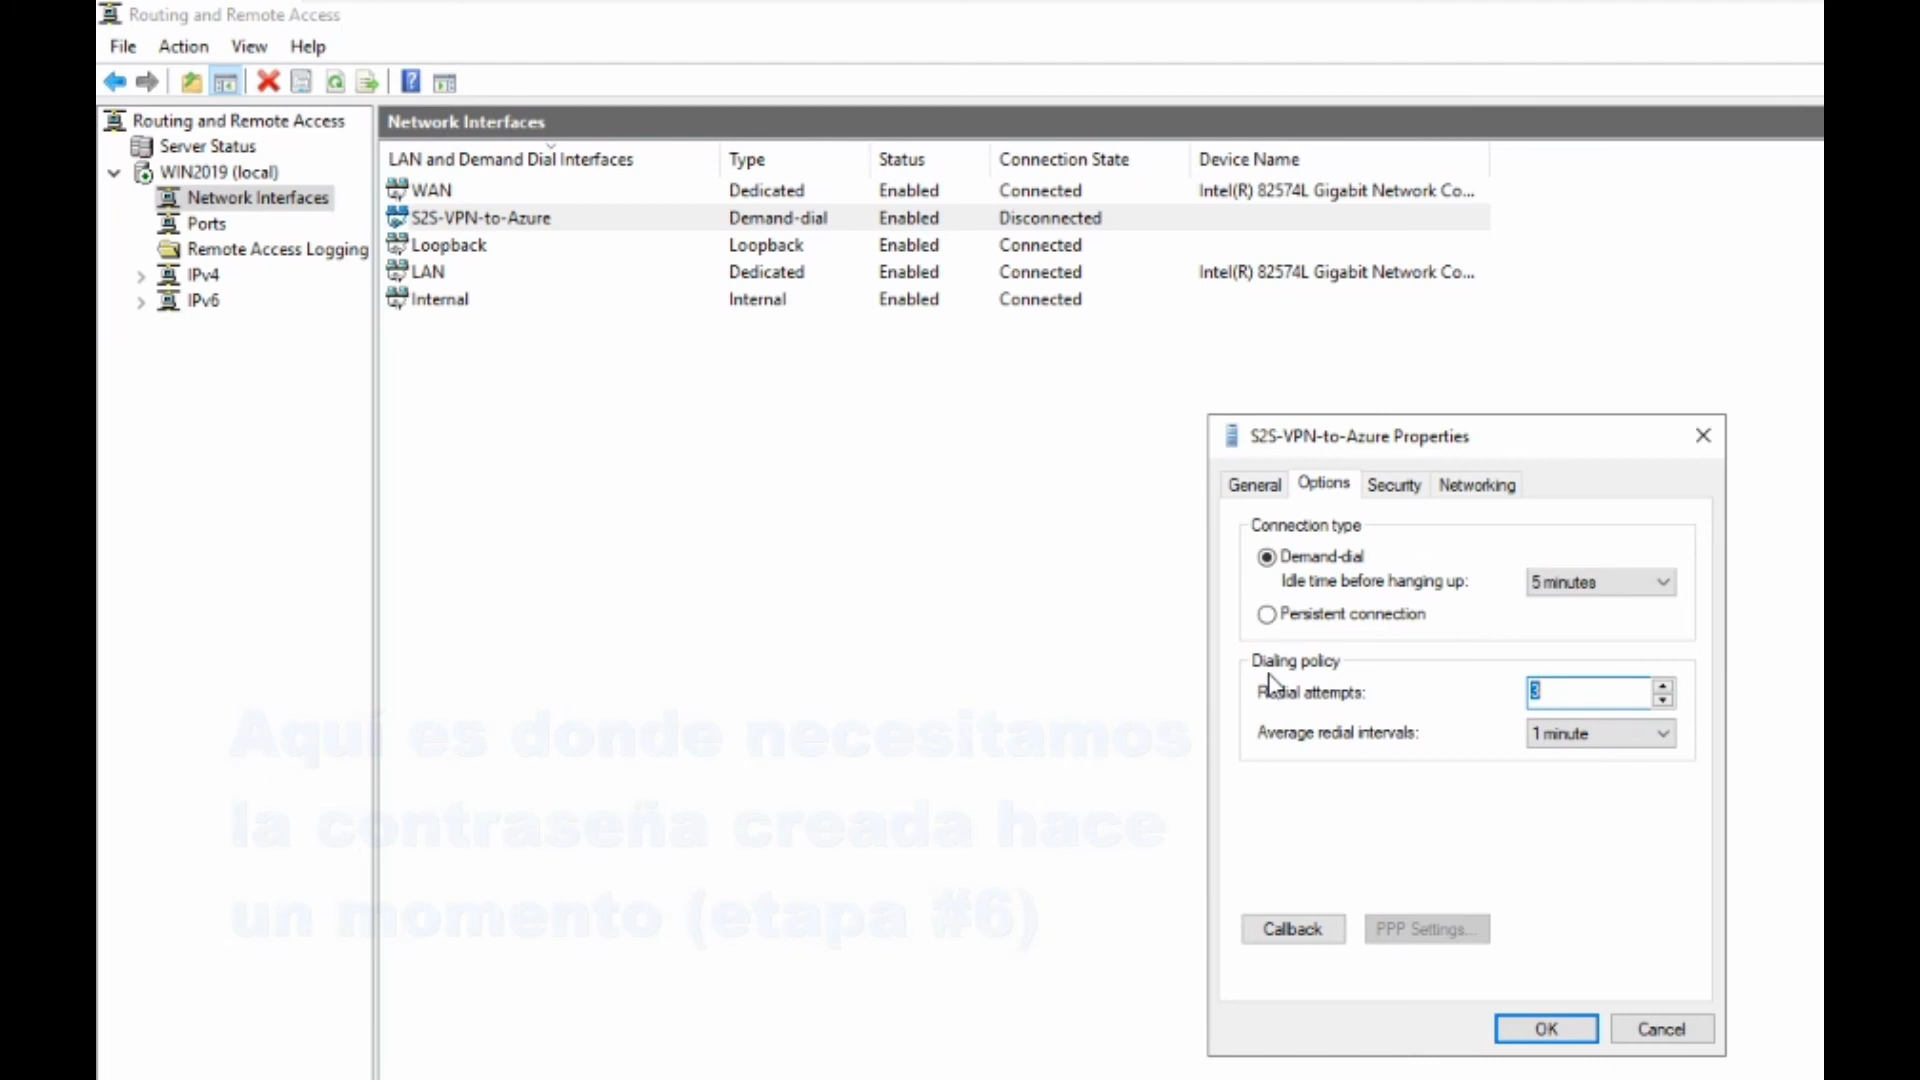 Routing and Remote Access
File Action View Help
Routing and Remote Access
Server Status
WIN2019 (local)
Network Interfaces
Ports
Remote Access Logging
IPv4
IPv6
Network Interfaces
LAN and Demand Dial Interfaces Type Status Connection State Device Name
WAN Dedicated Enabled Connected Intel(R) 82574L Gigabit Network Co...
S2S-VPN-to-Azure Demand-dial Enabled Disconnected
Loopback Loopback Enabled Connected
LAN Dedicated Enabled Connected Intel(R) 82574L Gigabit Network Co...
Internal Internal Enabled Connected
S2S-VPN-to-Azure Properties
General Options Security Networking
Connection type
Demand-dial
Idle time before hanging up: 5 minutes
Persistent connection
Dialing policy
Redial attempts: 3
Average redial intervals: 1 minute
Callback PPP Settings...
OK Cancel
Aquí es donde necesitamos
la contraseña creada hace
un momento (etapa #6)